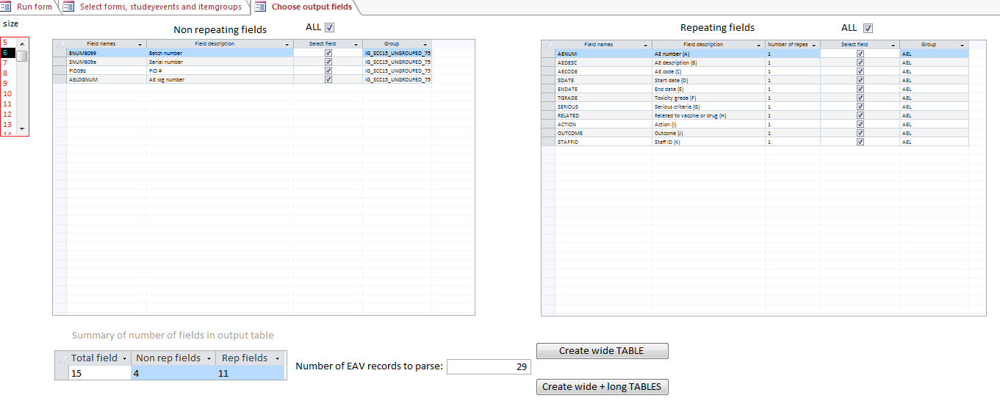 Run form
Select forms, studeyevents and itemgroups
Choose output fields
size
5
6
7
8
9
10
11
12
13
14
Non repeating fields
ALL
Field names Field description Select field Group
BNUMB099 Batch number IG_SCC15_UNGROUPED_75
SNUMB09a Serial number IG_SCC15_UNGROUPED_75
PID09b PID # IG_SCC15_UNGROUPED_75
AELOGNUM AE log number IG_SCC15_UNGROUPED_75
Repeating fields
ALL
Field names Field description Number of repea Select field Group
AENUM AE number (A) 1 AEL
AEDESC AE description (B) 1 AEL
AECODE AE code (C) 1 AEL
SDATE Start date (D) 1 AEL
ENDATE End date (E) 1 AEL
TGRADE Toxicity grade (F) 1 AEL
SERIOUS Serious criteria (G) 1 AEL
RELATED Related to vaccine or drug (H) 1 AEL
ACTION Action (I) 1 AEL
OUTCOME Outcome (J) 1 AEL
STAFFID Staff ID (K) 1 AEL
Summary of number of fields in output table
Total field Non rep fields Rep fields
15 4 11
Number of EAV records to parse: 29
Create wide TABLE
Create wide + long TABLES